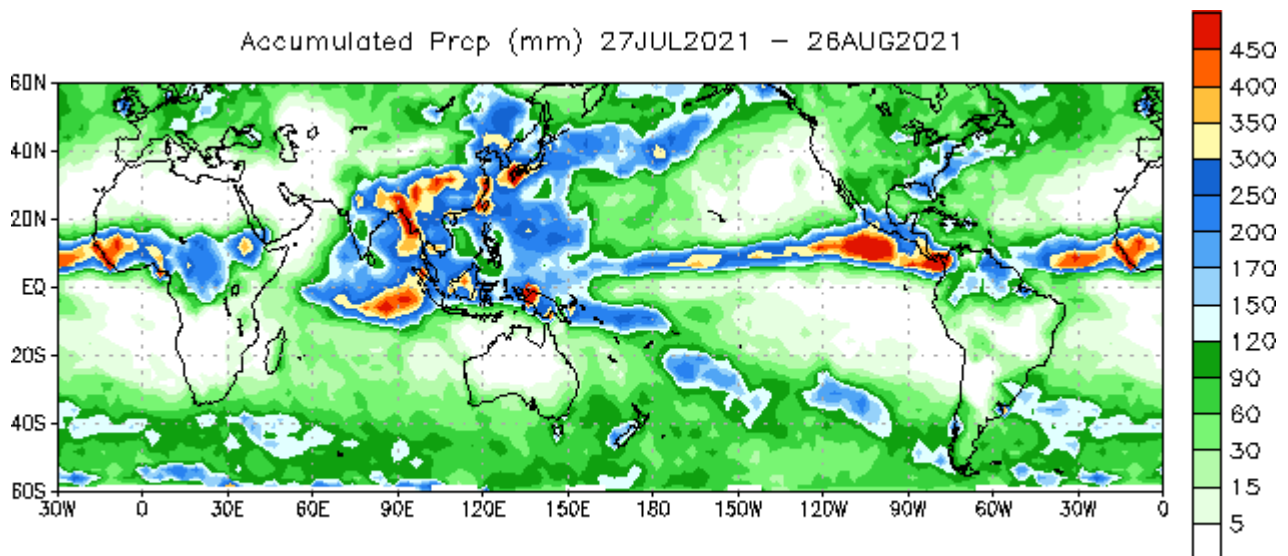 Accumulated Prcp (mm) 27JUL2021 – 26AUG2021
60N
40N
20N
EQ
20S
40S
60S
30W 0 30E 60E 90E 120E 150E 180 150W 120W 90W 60W 30W 0
450
400
350
300
250
200
170
150
120
90
60
30
15
5